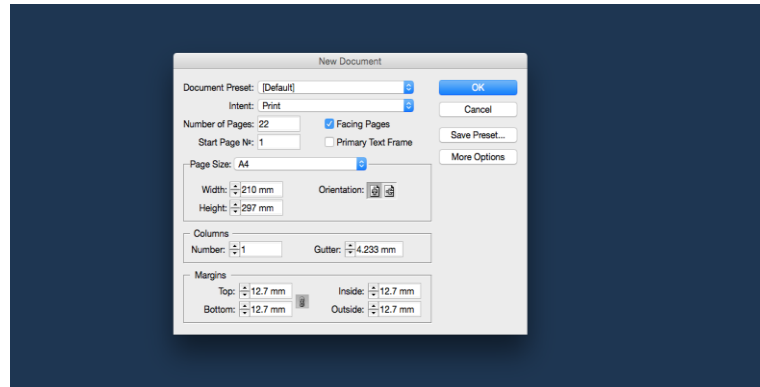 New Document
Document Preset: [Default]
OK
Intent: Print
Cancel
Number of Pages: 22
Facing Pages
Save Preset...
Start Page №: 1
Primary Text Frame
More Options
Page Size: A4
Width: 210 mm
Orientation:
Height: 297 mm
Columns
Number: 1
Gutter: 4.233 mm
Margins
Top: 12.7 mm
Inside: 12.7 mm
Bottom: 12.7 mm
Outside: 12.7 mm